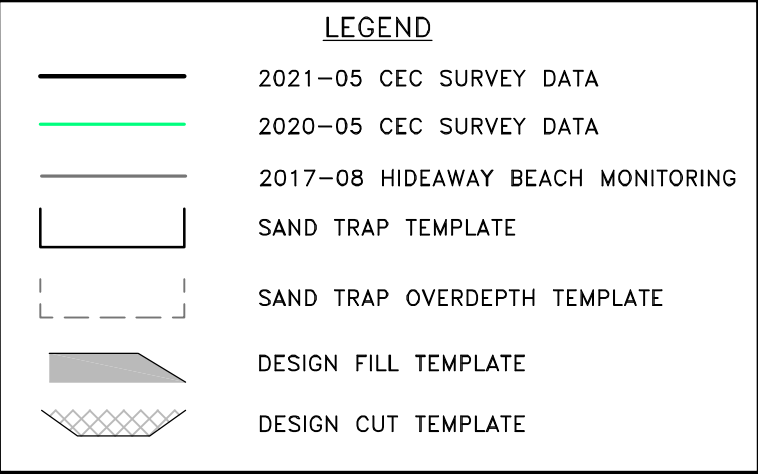 LEGEND
2021-05 CEC SURVEY DATA
2020-05 CEC SURVEY DATA
2017-08 HIDEAWAY BEACH MONITORING
SAND TRAP TEMPLATE
SAND TRAP OVERDEPTH TEMPLATE
DESIGN FILL TEMPLATE
DESIGN CUT TEMPLATE